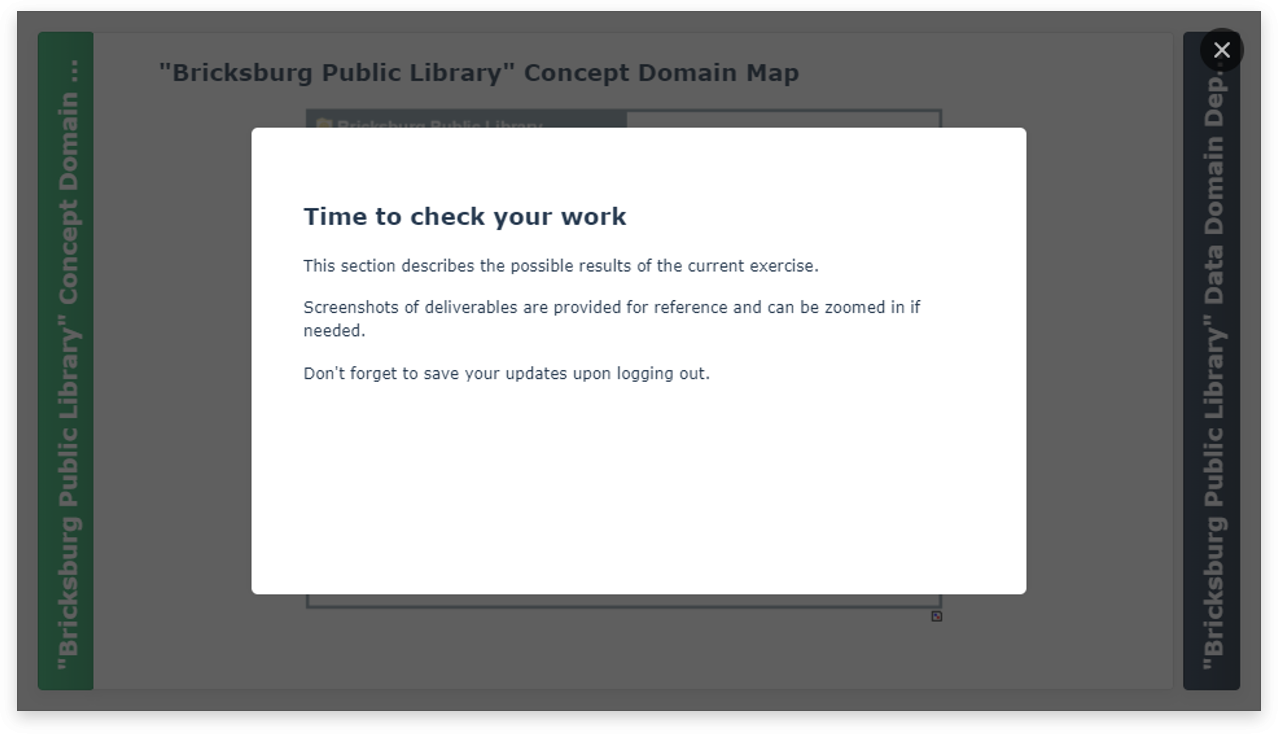 "Bricksburg Public Library" Concept Domain ...
"Bricksburg Public Library" Concept Domain Map
Bricksburg Public Library
Time to check your work
This section describes the possible results of the current exercise.
Screenshots of deliverables are provided for reference and can be zoomed in if
needed.
Don't forget to save your updates upon logging out.
"Bricksburg Public Library" Data Domain Dep...